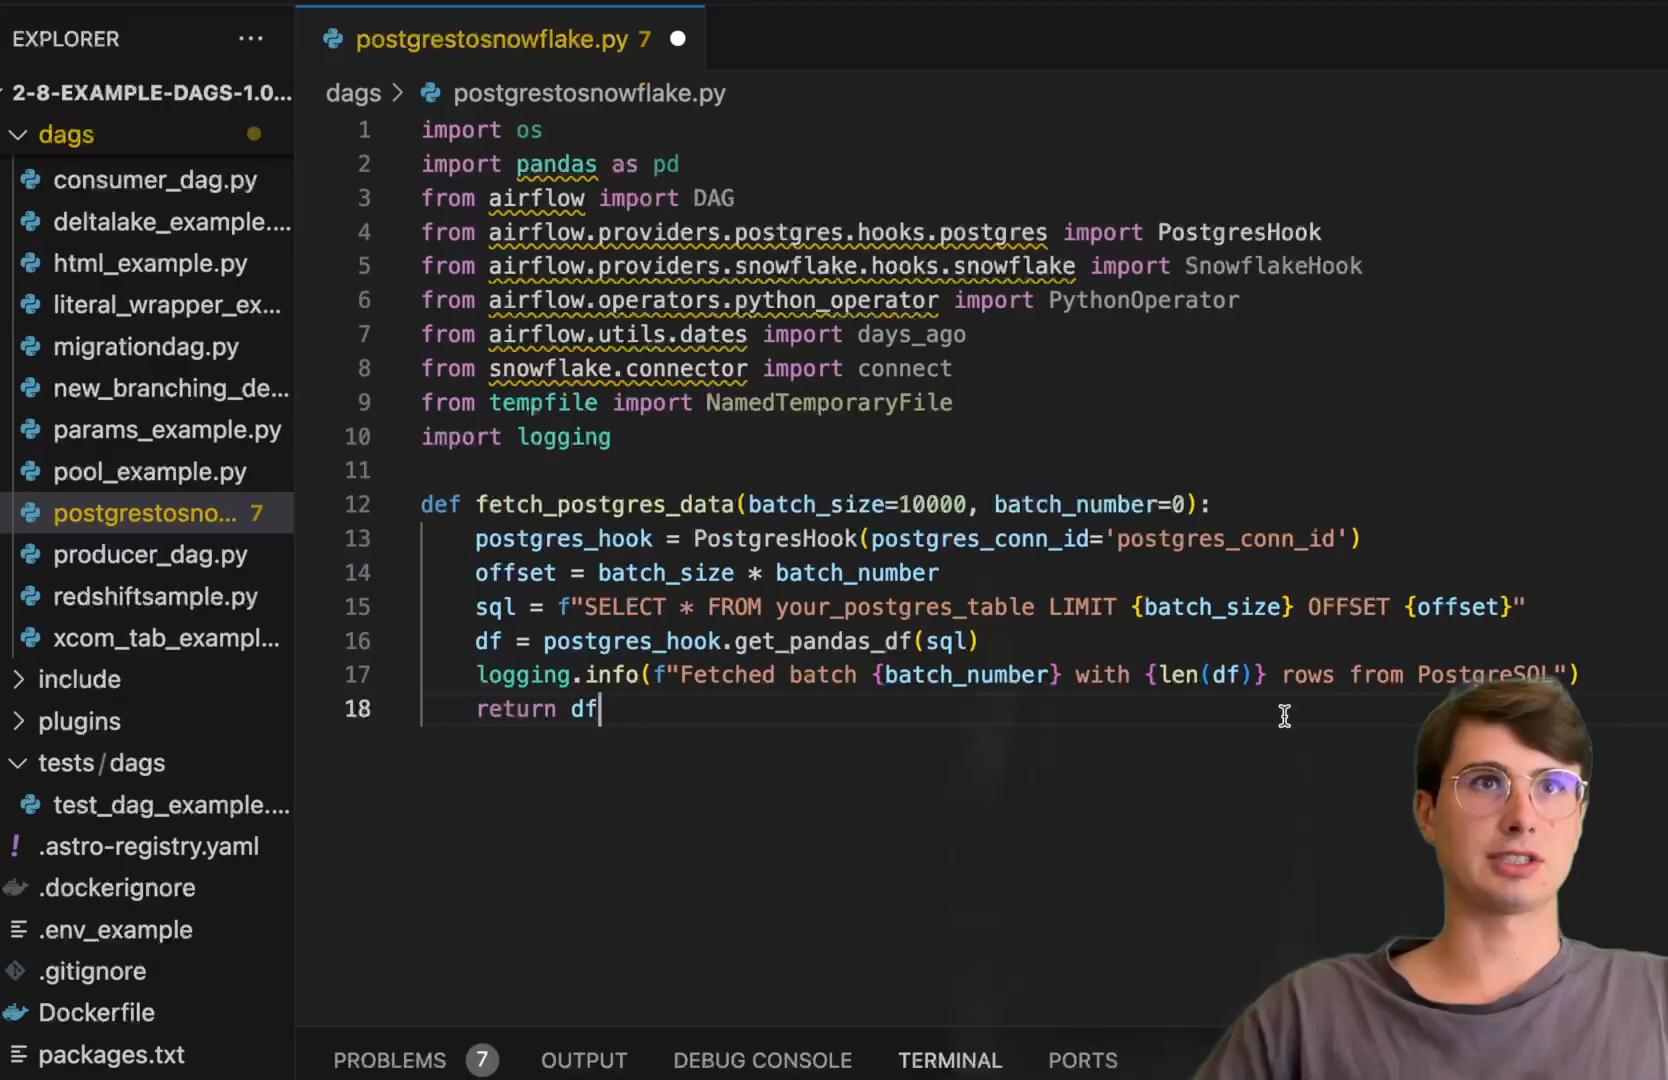 EXPLORER ...
2-8-EXAMPLE-DAGS-1.0...
dags
consumer_dag.py
deltalake_example....
html_example.py
literal_wrapper_ex...
migrationdag.py
new_branching_de...
params_example.py
pool_example.py
postgrestosno... 7
producer_dag.py
redshiftsample.py
xcom_tab_exampl...
include
plugins
tests/dags
test_dag_example....
! .astro-registry.yaml
.dockerignore
.env_example
.gitignore
Dockerfile
packages.txt
postgrestosnowflake.py 7
dags > postgrestosnowflake.py
1 import os
2 import pandas as pd
3 from airflow import DAG
4 from airflow.providers.postgres.hooks.postgres import PostgresHook
5 from airflow.providers.snowflake.hooks.snowflake import SnowflakeHook
6 from airflow.operators.python_operator import PythonOperator
7 from airflow.utils.dates import days_ago
8 from snowflake.connector import connect
9 from tempfile import NamedTemporaryFile
10 import logging
11
12 def fetch_postgres_data(batch_size=10000, batch_number=0):
13 postgres_hook = PostgresHook(postgres_conn_id='postgres_conn_id')
14 offset = batch_size * batch_number
15 sql = f"SELECT * FROM your_postgres_table LIMIT {batch_size} OFFSET {offset}"
16 df = postgres_hook.get_pandas_df(sql)
17 logging.info(f"Fetched batch {batch_number} with {len(df)} rows from PostgreSQL")
18 return df
PROBLEMS 7 OUTPUT DEBUG CONSOLE TERMINAL PORTS